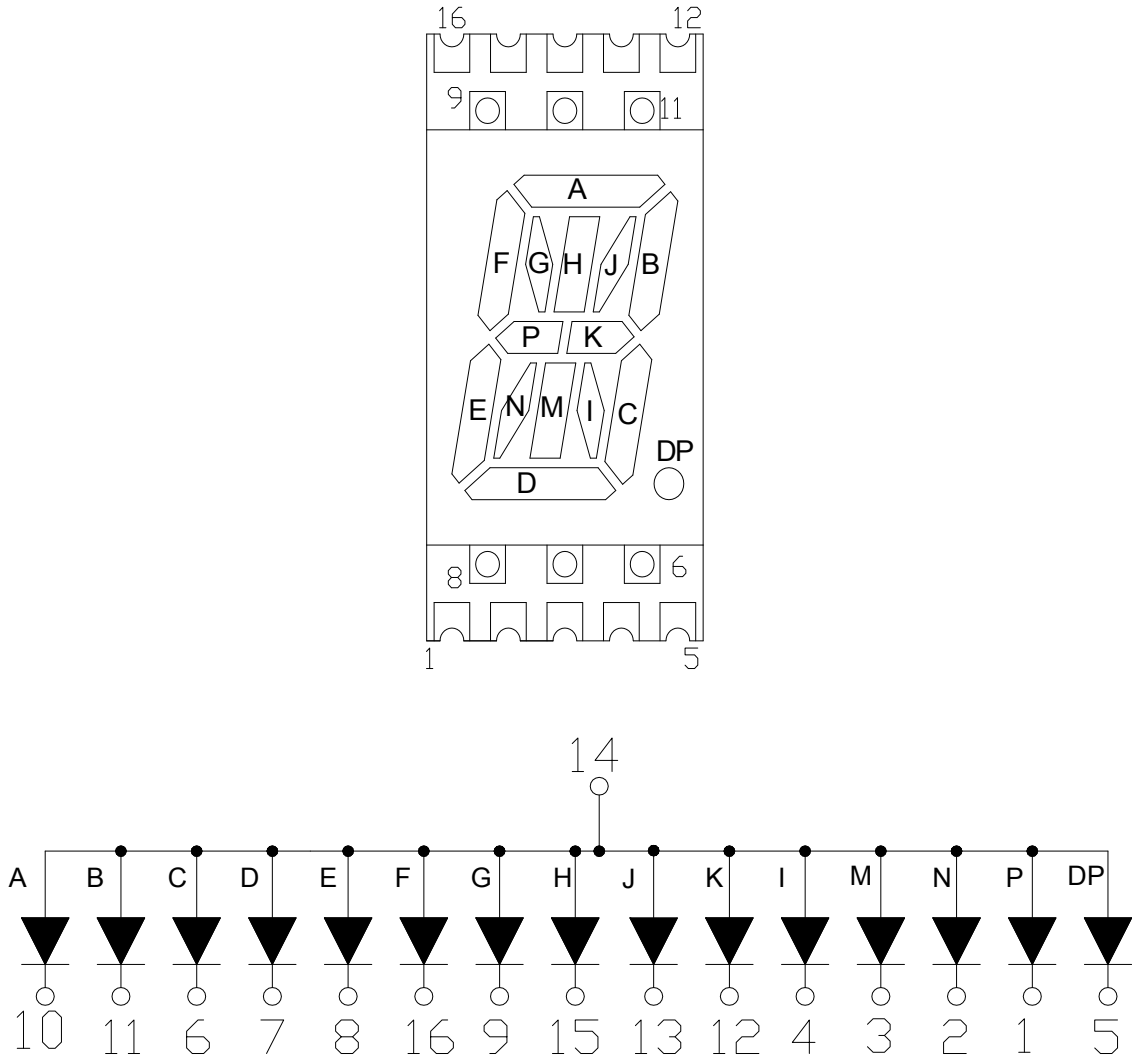 16 12
9 11
A
F G H J B
P K
E N M I C
DP
D
8 6
1 5
14
A B C D E F G H J K I M N P DP
10 11 6 7 8 16 9 15 13 12 4 3 2 1 5